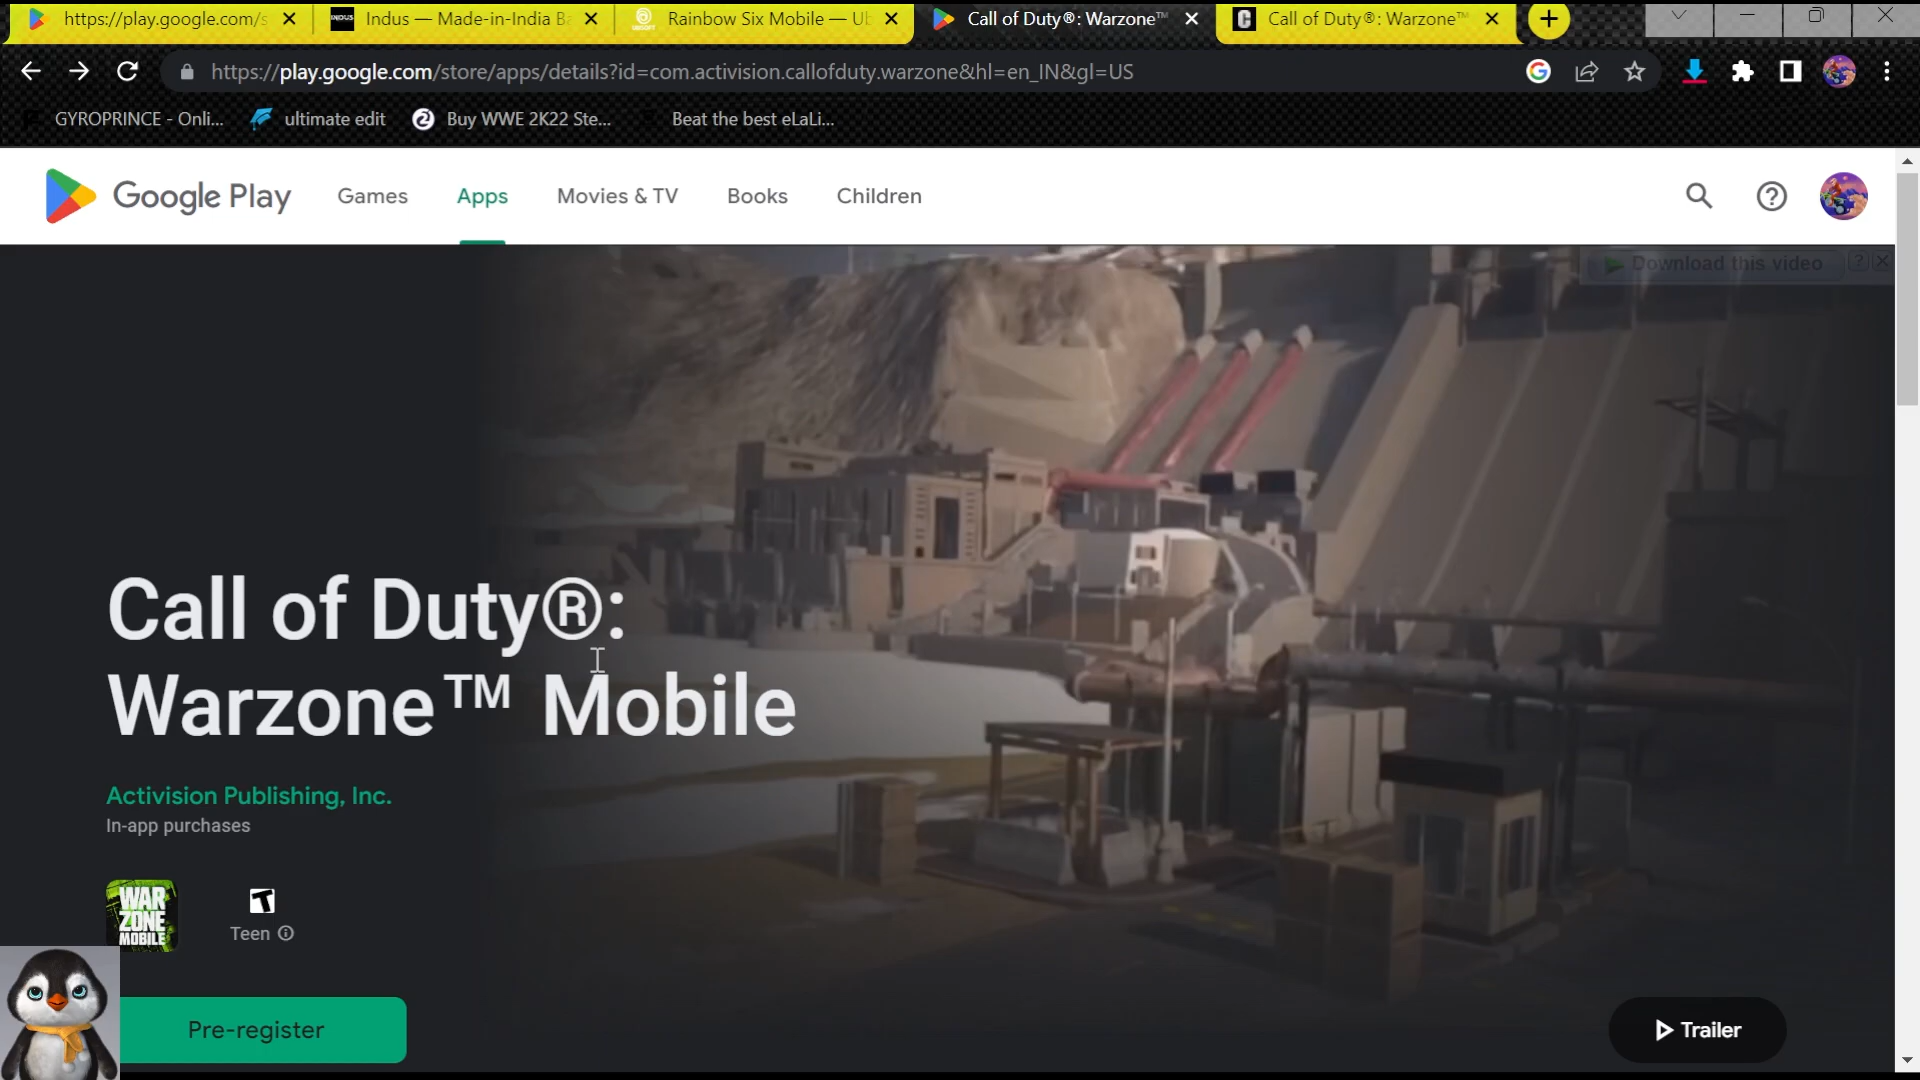 https://play.google.com/s
Indus — Made-in-India Ba
Rainbow Six Mobile — Ub
Call of Duty®: Warzone™
Call of Duty®: Warzone™
https://play.google.com/store/apps/details?id=com.activision.callofduty.warzone&hl=en_IN&gl=US
GYROPRINCE - Onli...
ultimate edit
Buy WWE 2K22 Ste...
Beat the best eLaLi...
Google Play
Games
Apps
Movies & TV
Books
Children
Download this video
Call of Duty®:
Warzone™ Mobile
Activision Publishing, Inc.
In-app purchases
WAR
ZONE
MOBILE
T
Teen
Pre-register
Trailer